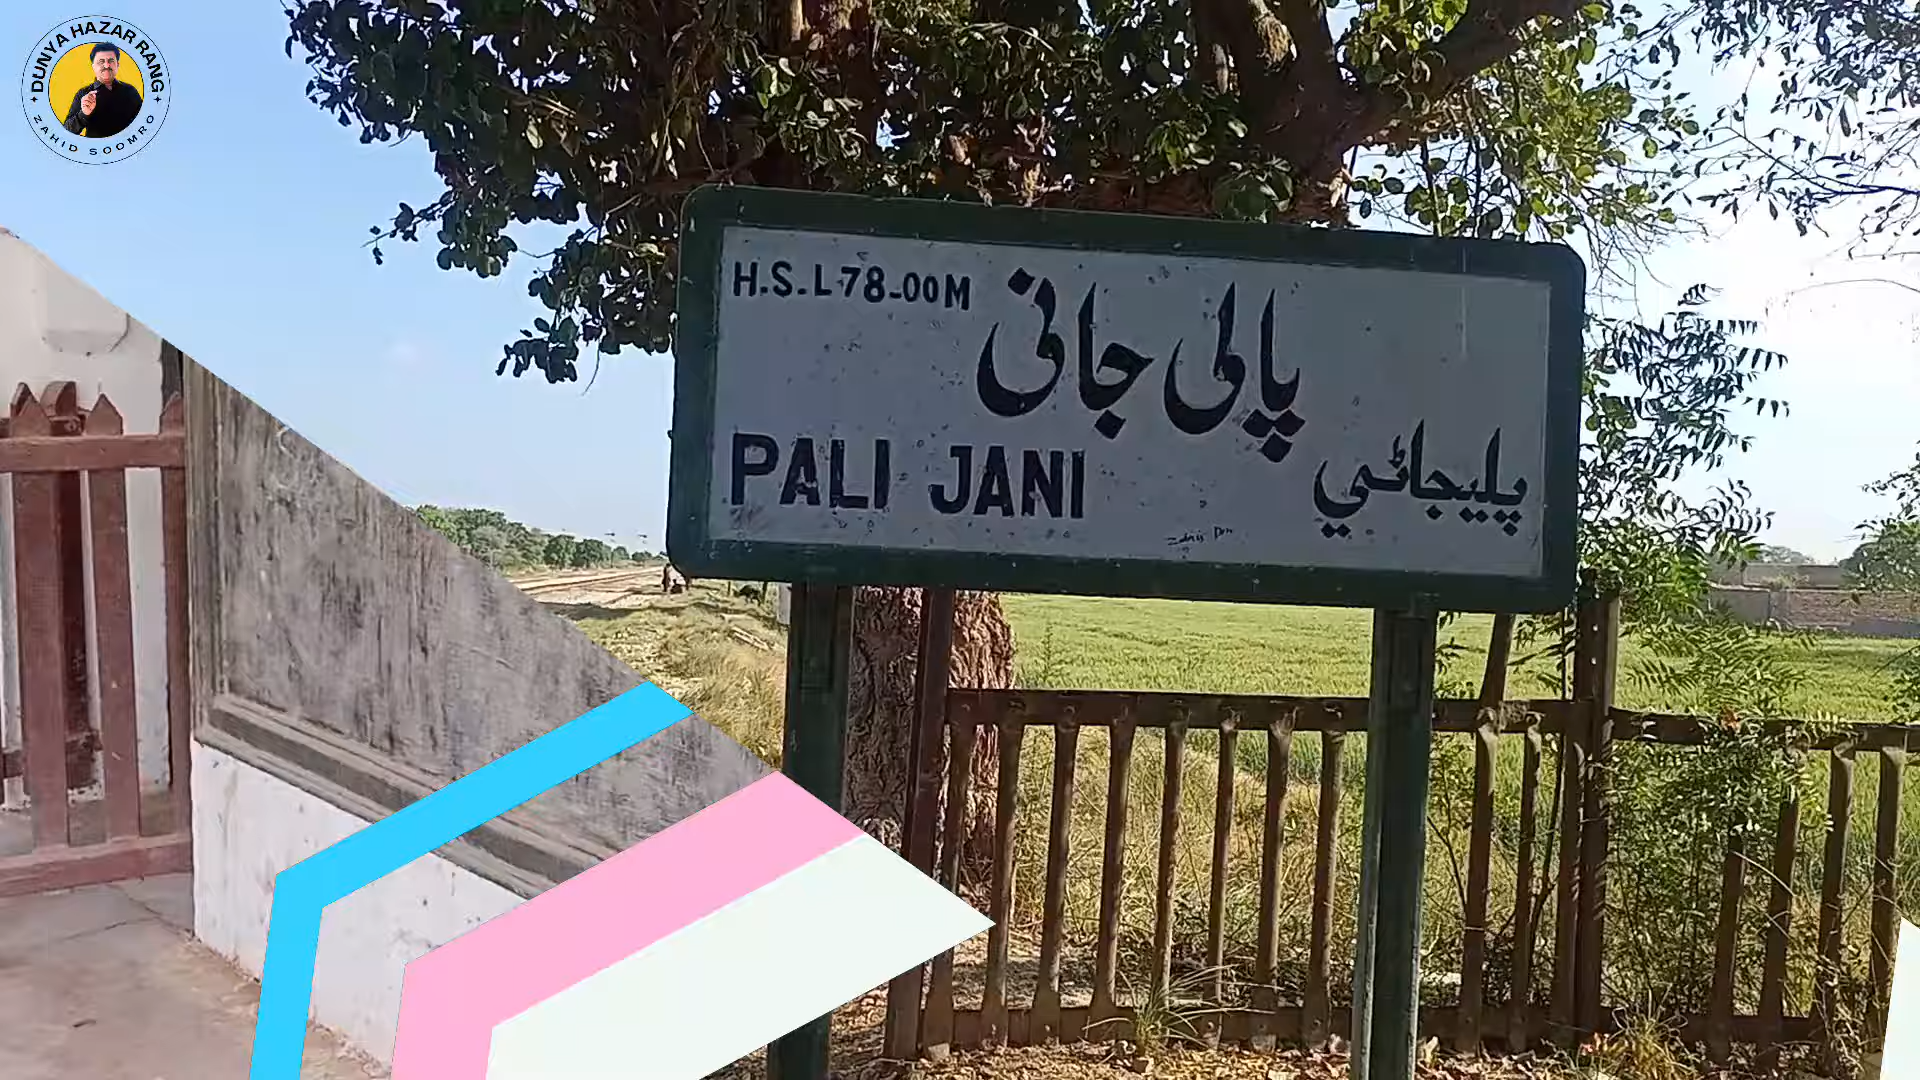 DUNYA HAZAR RANG
ZAHID SOOMRO
H.S.L-78-00M
پالی جانی
PALI JANI
پليجاڻي